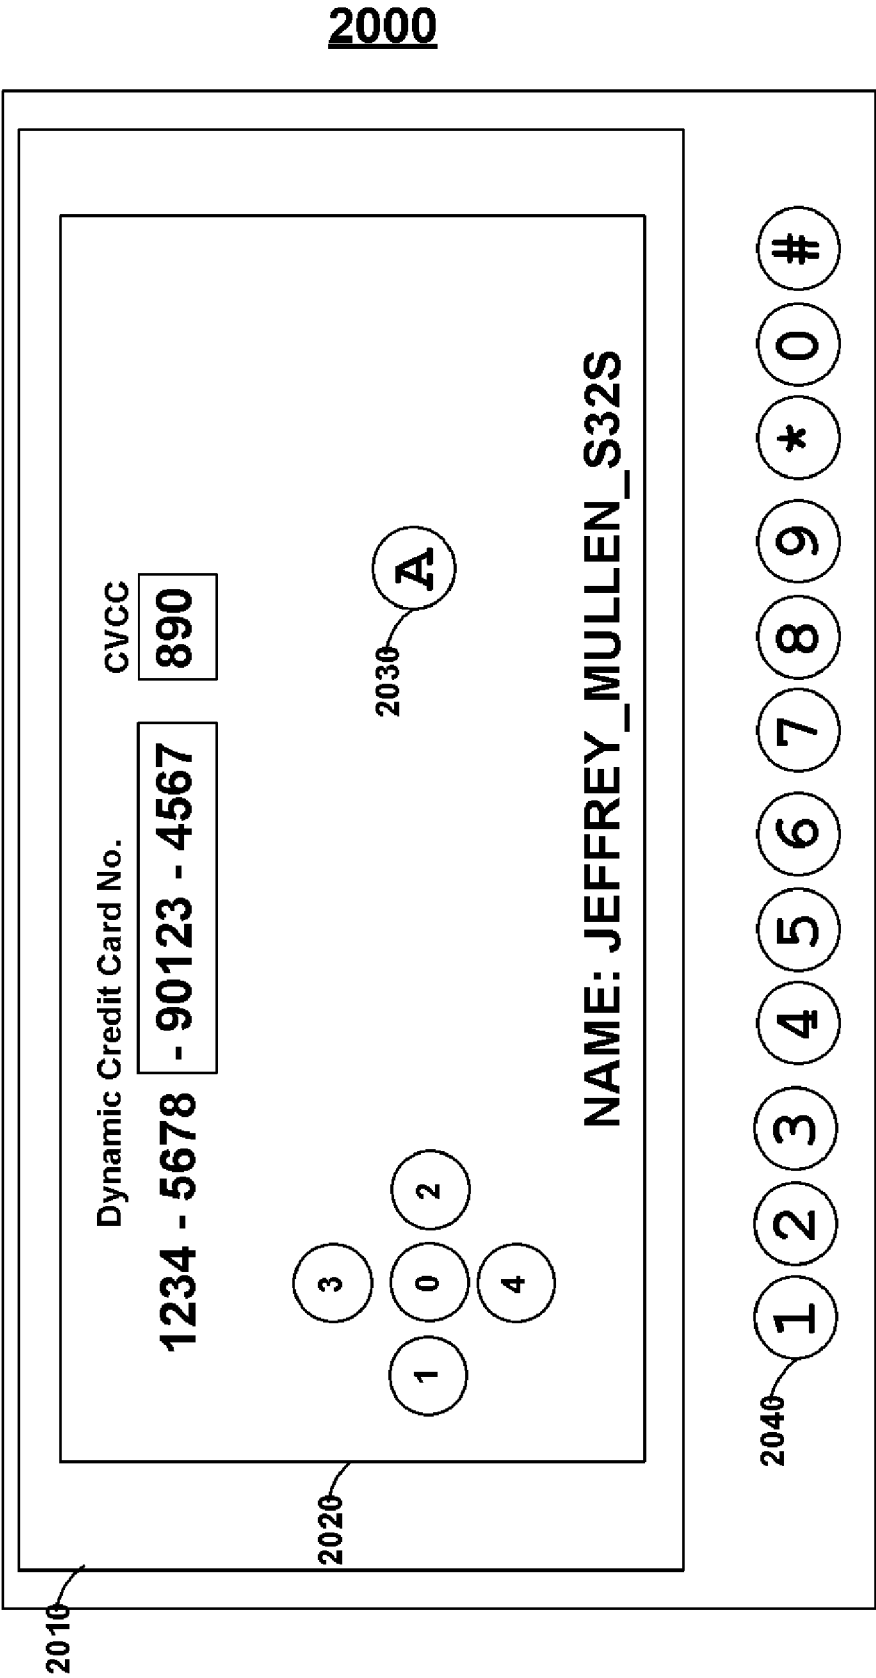 2000
2010
2020
Dynamic Credit Card No.
CVCC
1234 - 5678 - 90123 - 4567
890
3
1
0
2
4
2030
A
NAME: JEFFREY_MULLEN_S32S
2040
1 2 3 4 5 6 7 8 9 * 0 #